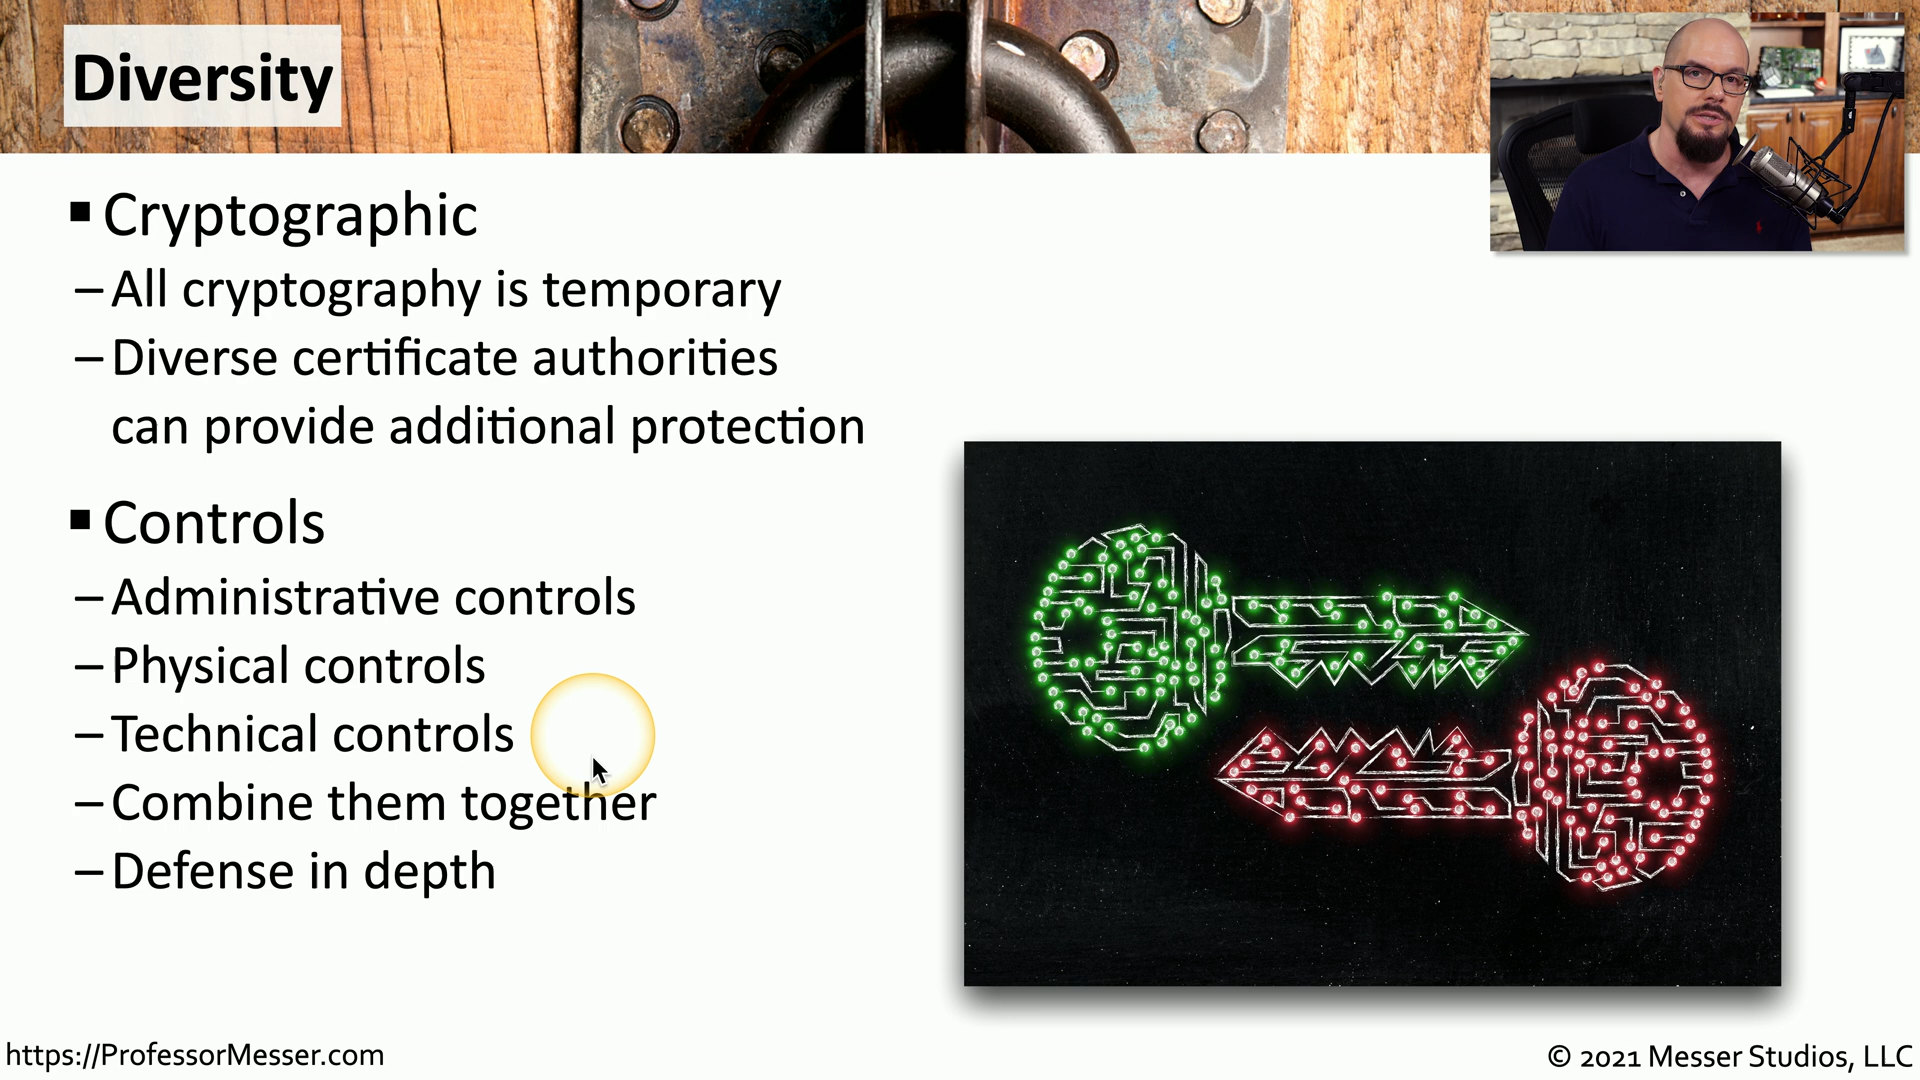 Diversity
▪ Cryptographic
– All cryptography is temporary
– Diverse certificate authorities
can provide additional protection
▪ Controls
– Administrative controls
– Physical controls
– Technical controls
– Combine them together
– Defense in depth
https://ProfessorMesser.com
© 2021 Messer Studios, LLC